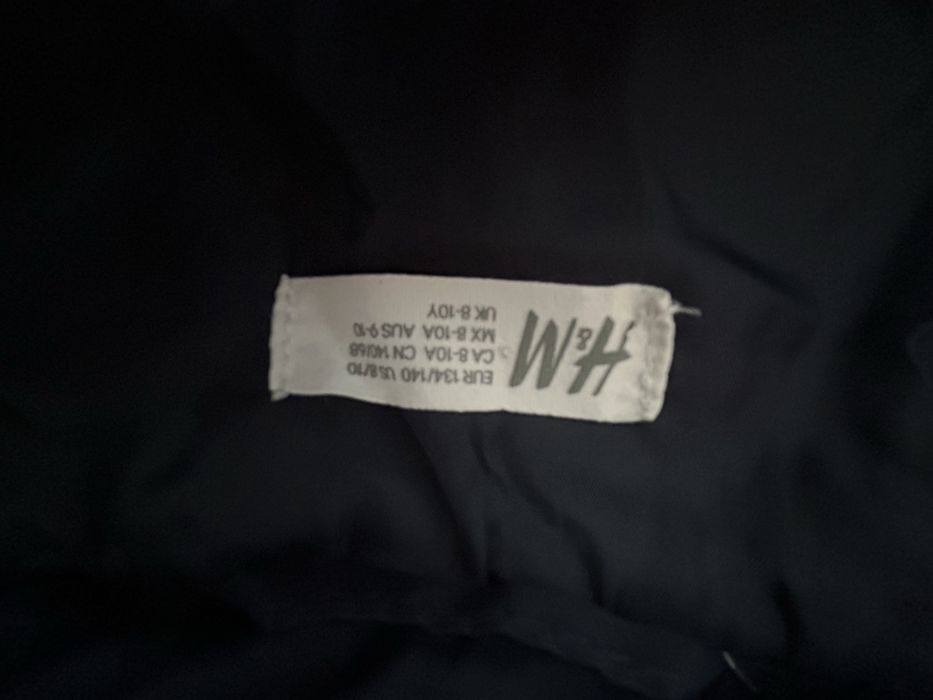 H&M
EUR 134/140 US 8/10
CA 8-10A CN 140/68
MX 8-10A AUS 9-10
UK 8-10Y